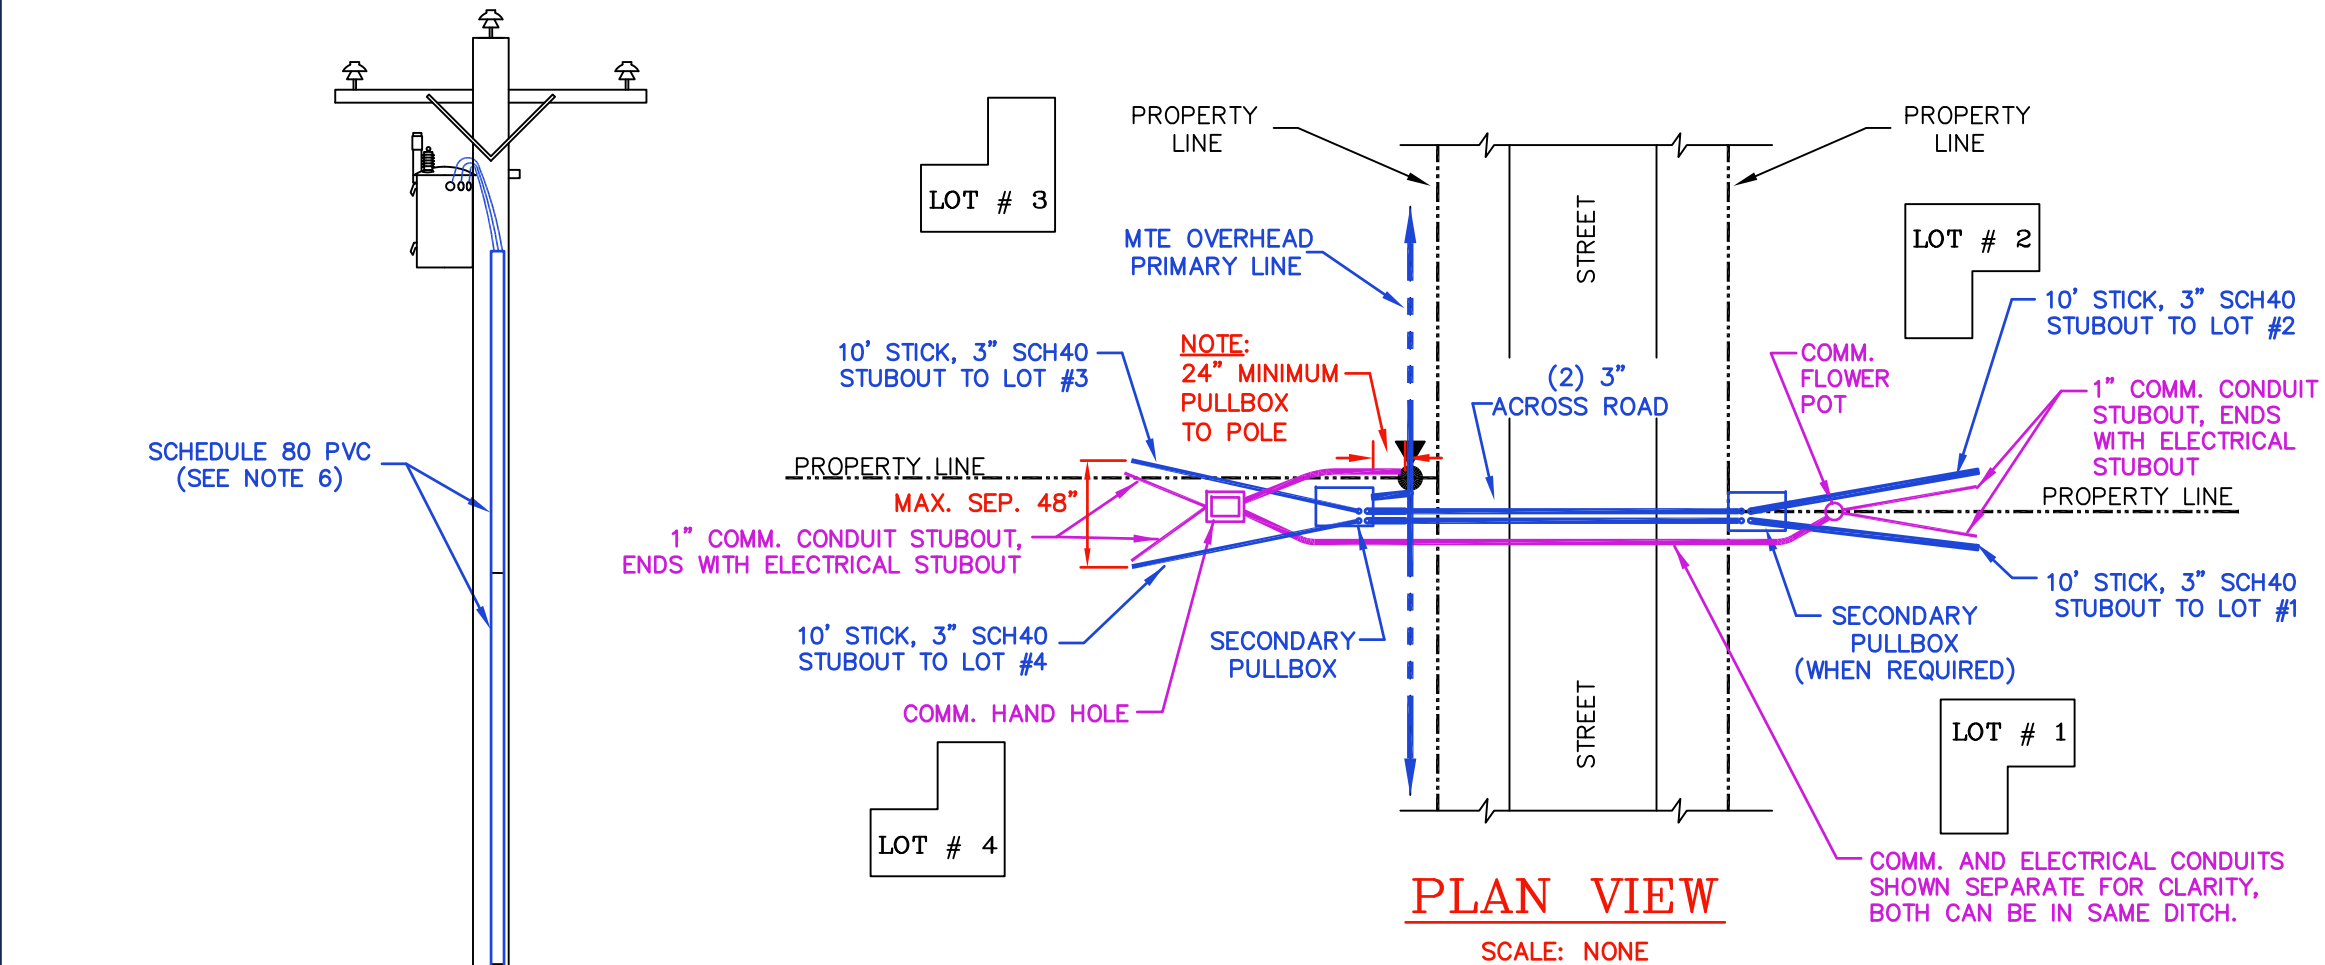 SCHEDULE 80 PVC
(SEE NOTE 6)
LOT # 3
PROPERTY
LINE
PROPERTY
LINE
MTE OVERHEAD
PRIMARY LINE
STREET
LOT # 2
10' STICK, 3" SCH40
STUBOUT TO LOT #2
10' STICK, 3" SCH40
STUBOUT TO LOT #3
NOTE:
24" MINIMUM
PULLBOX
TO POLE
(2) 3"
ACROSS ROAD
COMM.
FLOWER
POT
1" COMM. CONDUIT
STUBOUT, ENDS
WITH ELECTRICAL
STUBOUT
PROPERTY LINE
PROPERTY LINE
MAX. SEP. 48"
1" COMM. CONDUIT STUBOUT,
ENDS WITH ELECTRICAL STUBOUT
10' STICK, 3" SCH40
STUBOUT TO LOT #4
SECONDARY
PULLBOX
10' STICK, 3" SCH40
STUBOUT TO LOT #1
SECONDARY
PULLBOX
(WHEN REQUIRED)
COMM. HAND HOLE
STREET
LOT # 1
LOT # 4
COMM. AND ELECTRICAL CONDUITS
SHOWN SEPARATE FOR CLARITY,
BOTH CAN BE IN SAME DITCH.
PLAN VIEW
SCALE: NONE